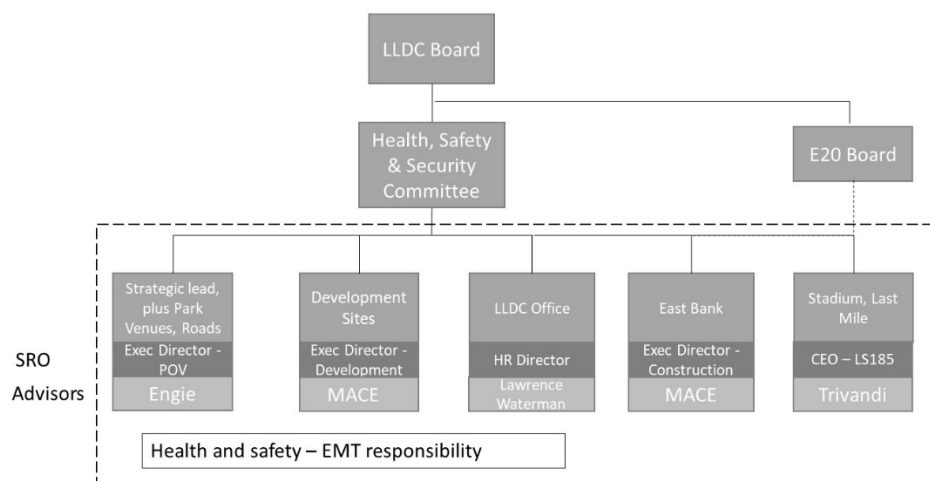 LLDC Board
Health, Safety
& Security
Committee
E20 Board
Strategic lead,
plus Park
Venues, Roads
Exec Director -
POV
Engie
Development
Sites
Exec Director -
Development
MACE
LLDC Office
HR Director
Lawrence
Waterman
East Bank
Exec Director -
Construction
MACE
Stadium, Last
Mile
CEO – LS185
Trivandi
SRO
Advisors
Health and safety – EMT responsibility